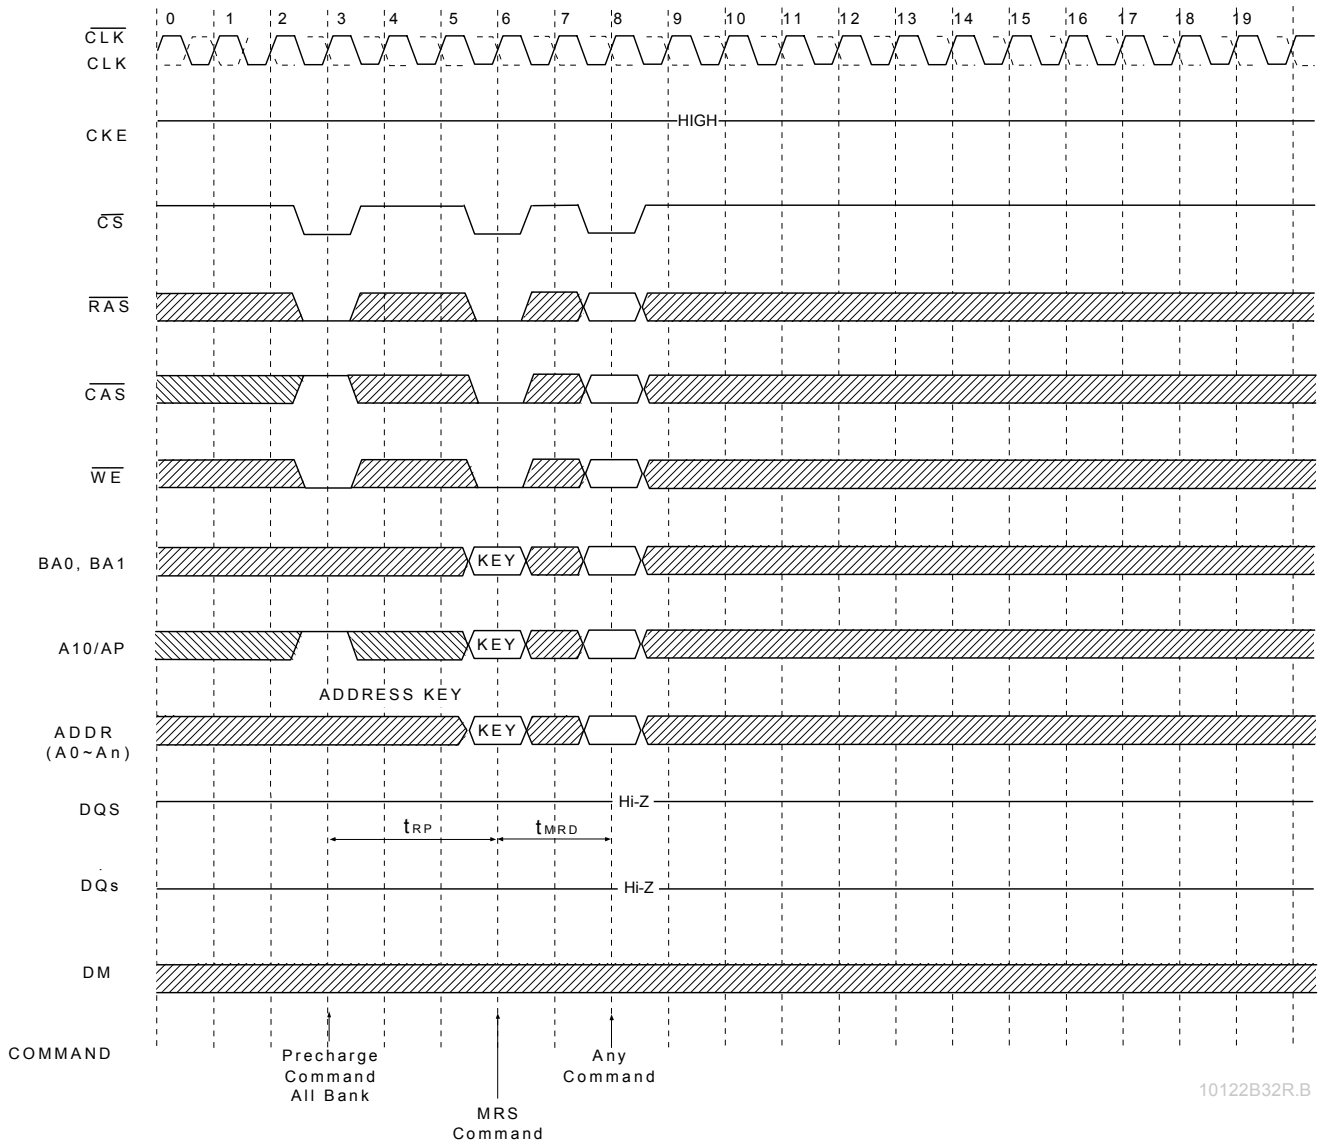 0 1 2 3 4 5 6 7 8 9 10 11 12 13 14 15 16 17 18 19
CLK
CLK
CKE
HIGH
CS
RAS
CAS
WE
BA0, BA1
KEY
A10/AP
KEY
ADDRESS KEY
ADDR
(A0~An)
KEY
DQS
Hi-Z
tRP
tMRD
DQs
Hi-Z
DM
COMMAND
Precharge
Command
All Bank
MRS
Command
Any
Command
10122B32R.B